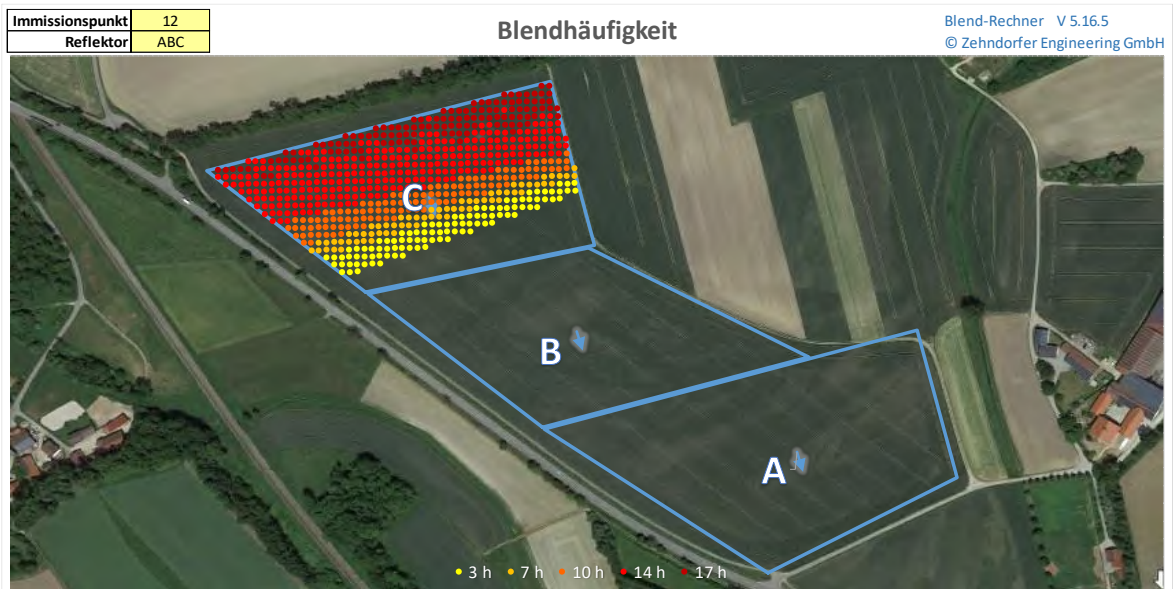 Immissionspunkt 12
Reflektor ABC
Blendhäufigkeit
Blend-Rechner V 5.16.5
© Zehndorfer Engineering GmbH
C
B
A
3 h 7 h 10 h 14 h 17 h